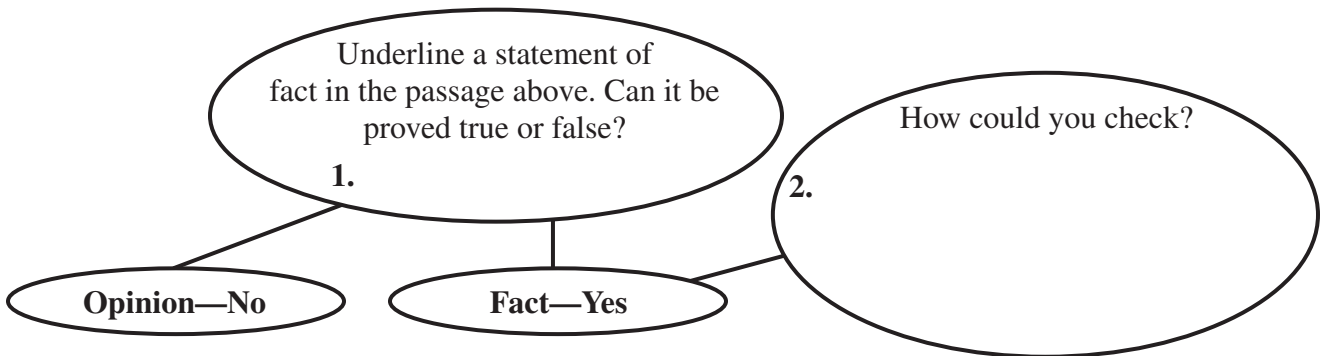 Underline a statement of
fact in the passage above. Can it be
proved true or false?
1.
How could you check?
2.
Opinion—No
Fact—Yes